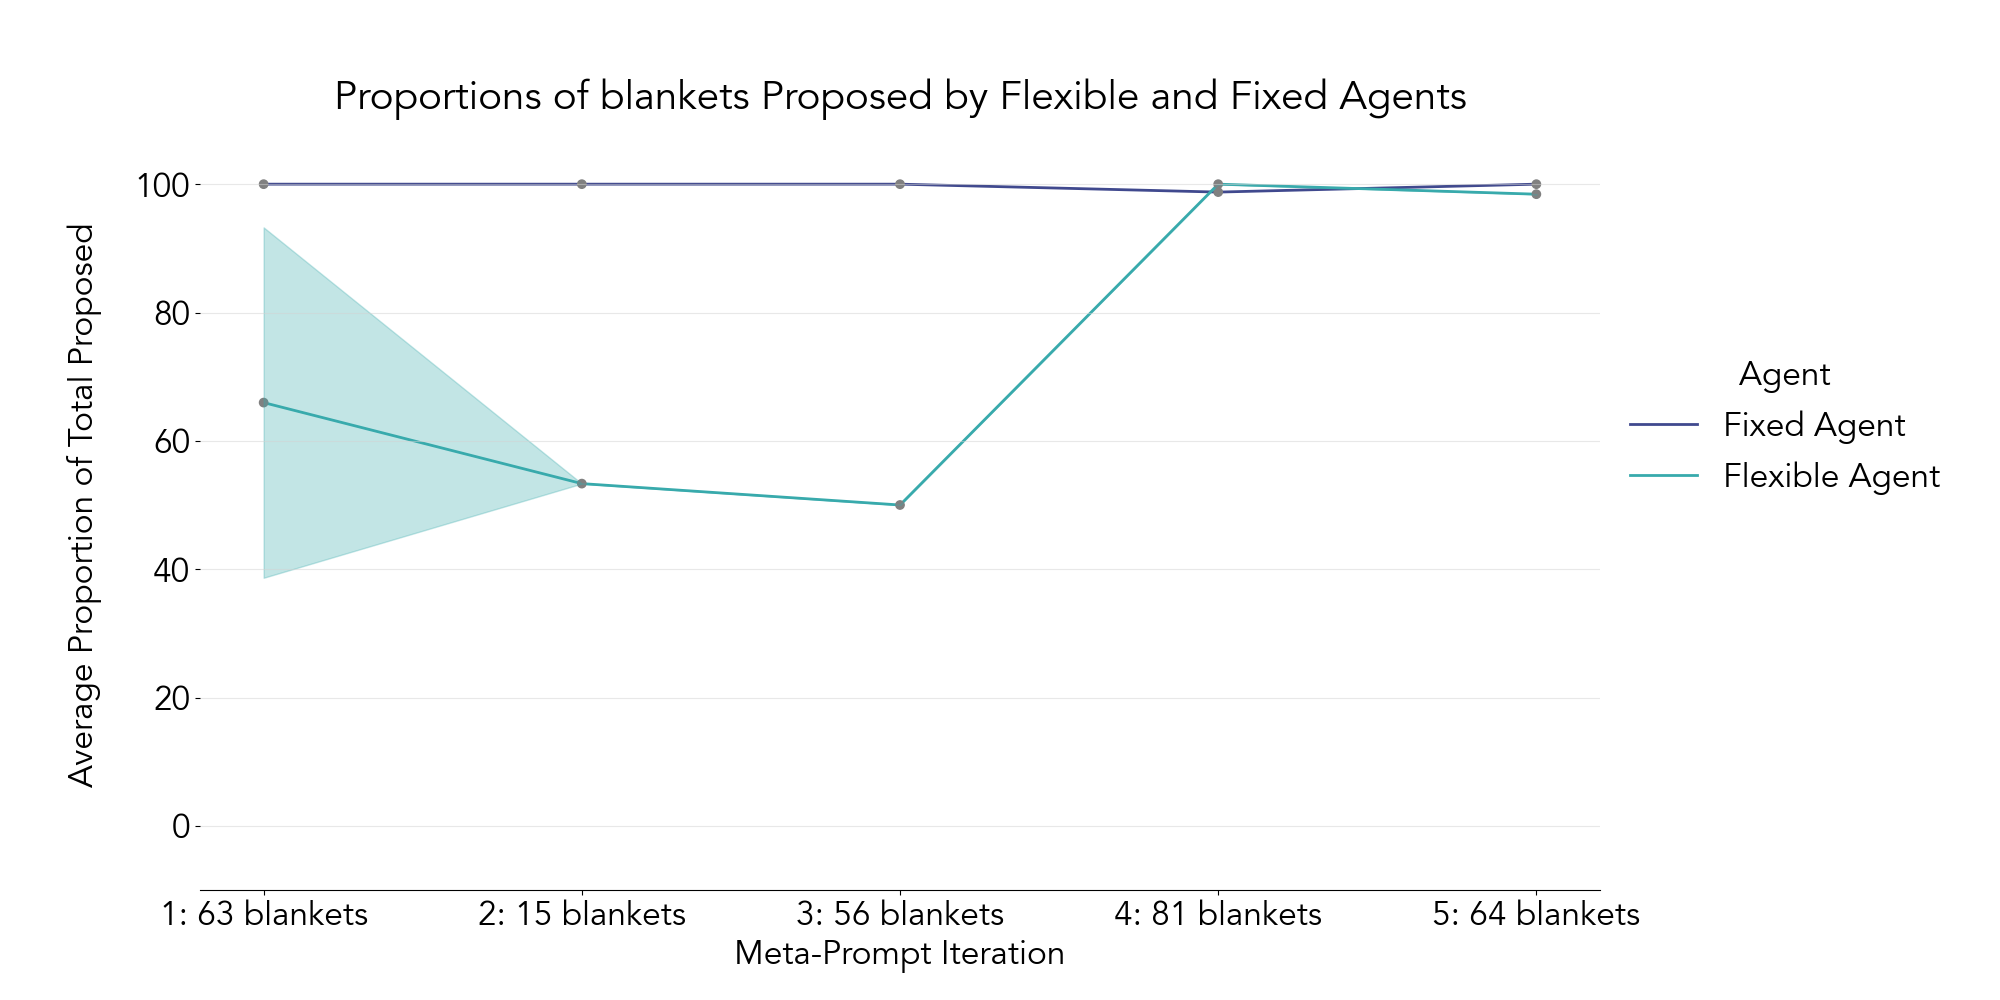 Proportions of blankets Proposed by Flexible and Fixed Agents
Average Proportion of Total Proposed
100
80
60
40
20
0
1: 63 blankets
2: 15 blankets
3: 56 blankets
4: 81 blankets
5: 64 blankets
Meta-Prompt Iteration
Agent
Fixed Agent
Flexible Agent